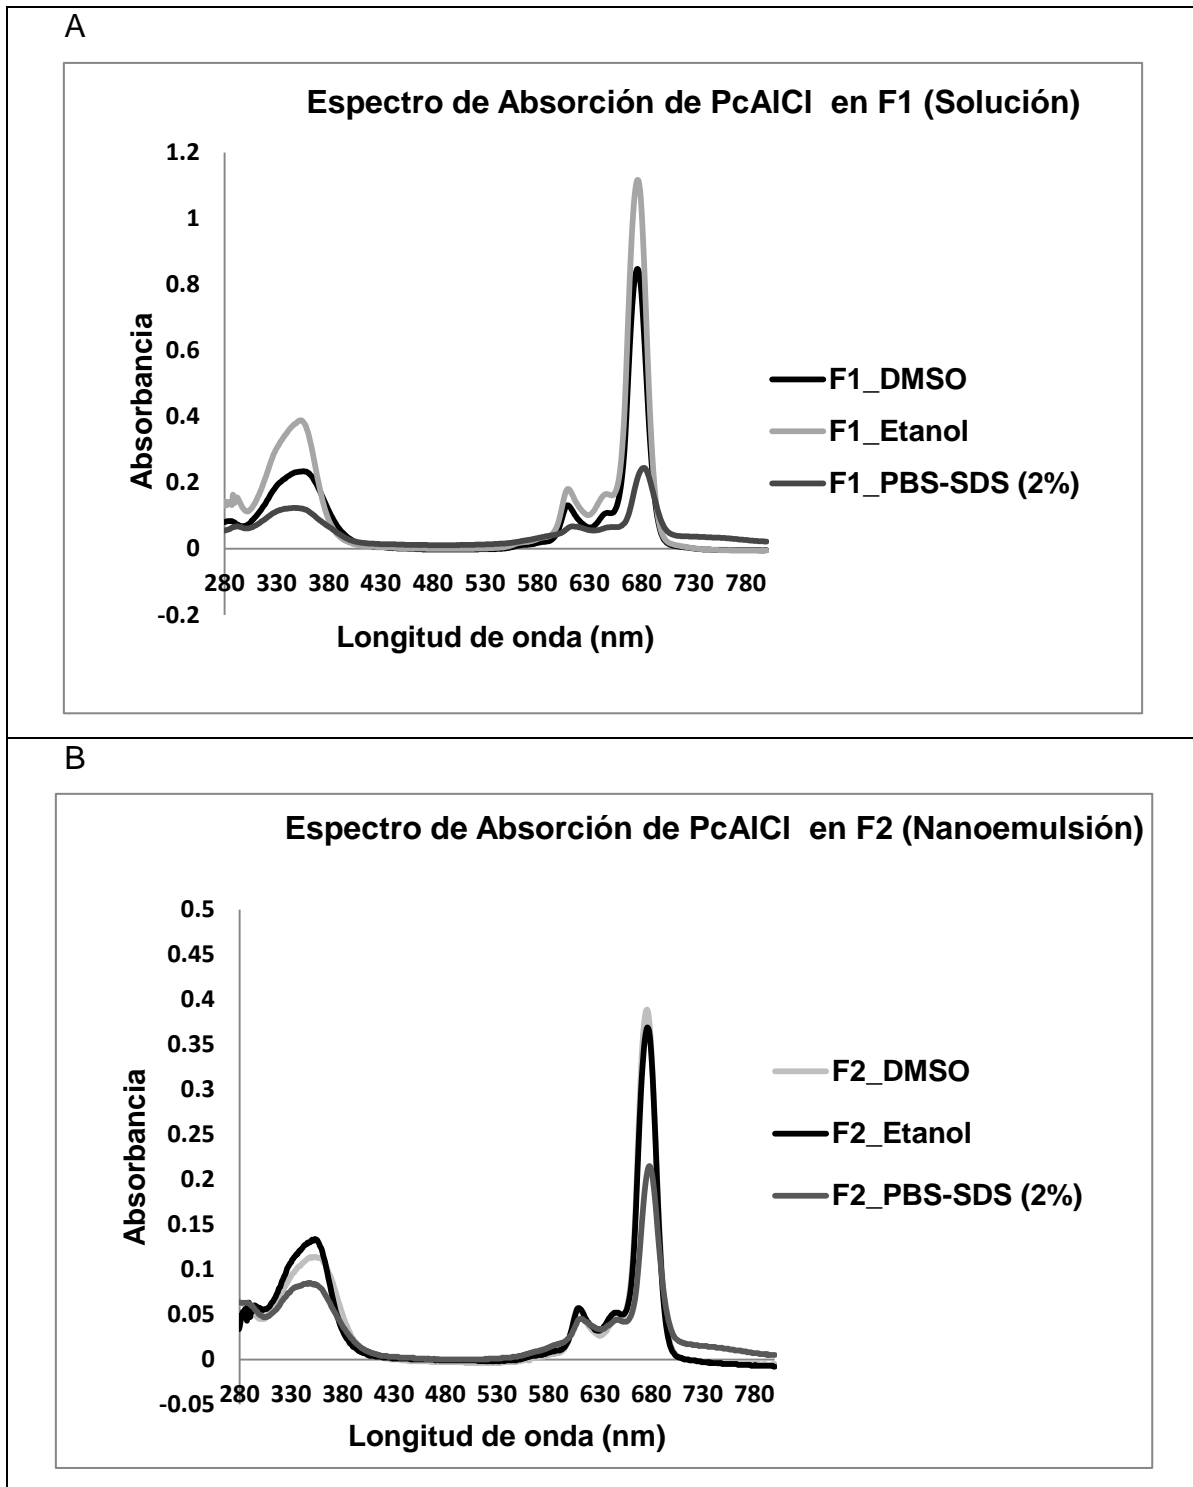 A
Espectro de Absorción de PcAlCl en F1 (Solución)
1.2
1
0.8
0.6
0.4
0.2
0
-0.2
Absorbancia
280 330 380 430 480 530 580 630 680 730 780
Longitud de onda (nm)
F1_DMSO
F1_Etanol
F1_PBS-SDS (2%)
B
Espectro de Absorción de PcAlCl en F2 (Nanoemulsión)
0.5
0.45
0.4
0.35
0.3
0.25
0.2
0.15
0.1
0.05
0
-0.05
Absorbancia
280 330 380 430 480 530 580 630 680 730 780
Longitud de onda (nm)
F2_DMSO
F2_Etanol
F2_PBS-SDS (2%)